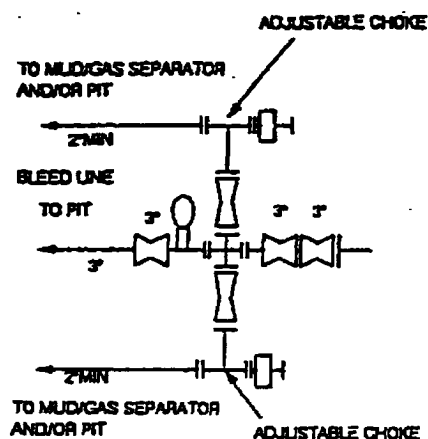 ADJUSTABLE CHOKE
TO MUD/GAS SEPARATOR
AND/OR PIT
2"MIN
BLEED LINE
TO PIT
3"
3" 3"
3"
2"MIN
TO MUD/GAS SEPARATOR
AND/OR PIT
ADJUSTABLE CHOKE